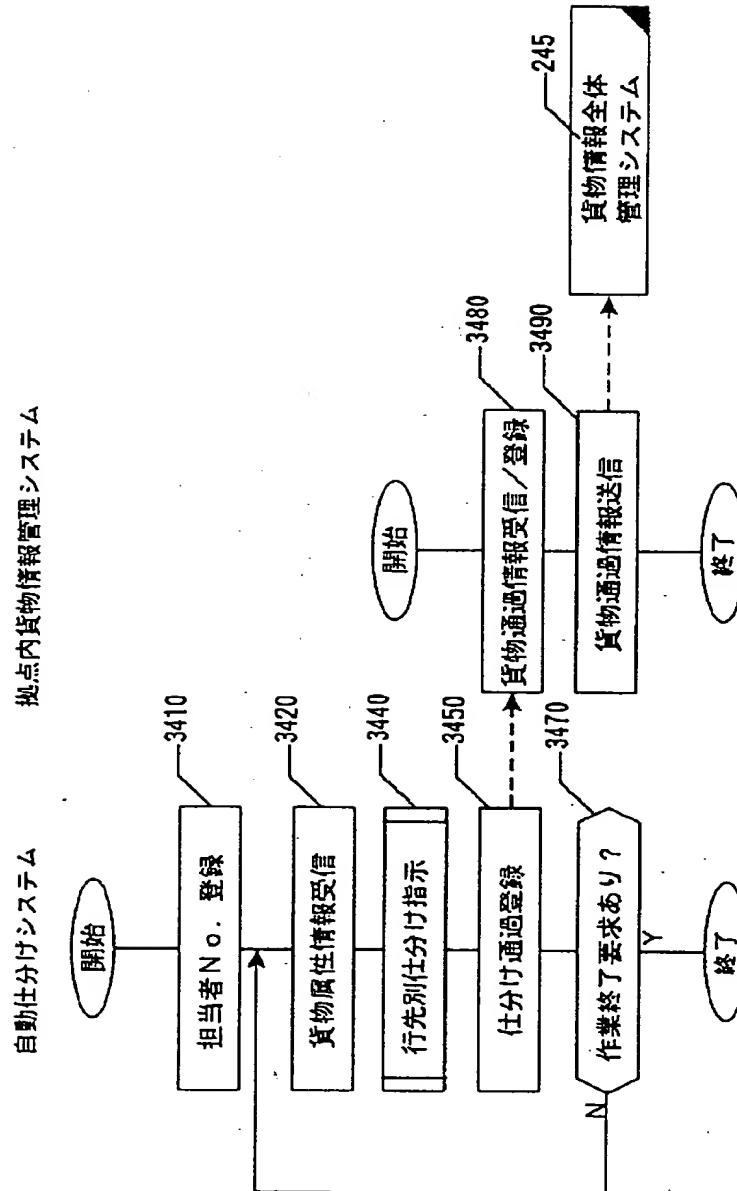 自動仕分けシステム
開始
担当者No. 登録
3410
貨物属性情報受信
3420
行先別仕分け指示
3440
仕分け通過登録
3450
作業終了要求あり?
3470
N
Y
終了
拠点内貨物情報管理システム
開始
貨物通過情報受信/登録
3480
貨物通過情報送信
3490
終了
貨物情報全体
管理システム
245